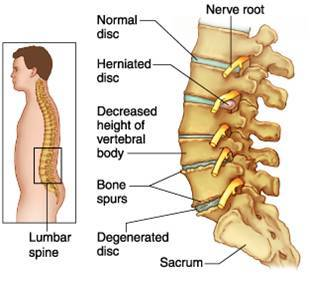 Nerve root
Normal
disc
Herniated
disc
Decreased
height of
vertebral
body
Bone
spurs
Lumbar
spine
Degenerated
disc
Sacrum